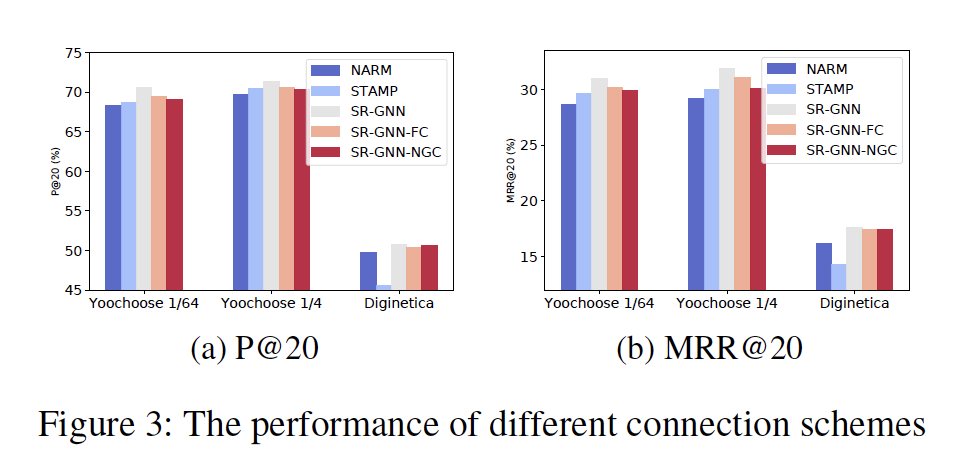 75
70
65
60
55
50
45
P@20 (%)
NARM
STAMP
SR-GNN
SR-GNN-FC
SR-GNN-NGC
Yoochoose 1/64
Yoochoose 1/4
Diginetica
(a) P@20
30
25
20
15
MRR@20 (%)
NARM
STAMP
SR-GNN
SR-GNN-FC
SR-GNN-NGC
Yoochoose 1/64
Yoochoose 1/4
Diginetica
(b) MRR@20
Figure 3: The performance of different connection schemes